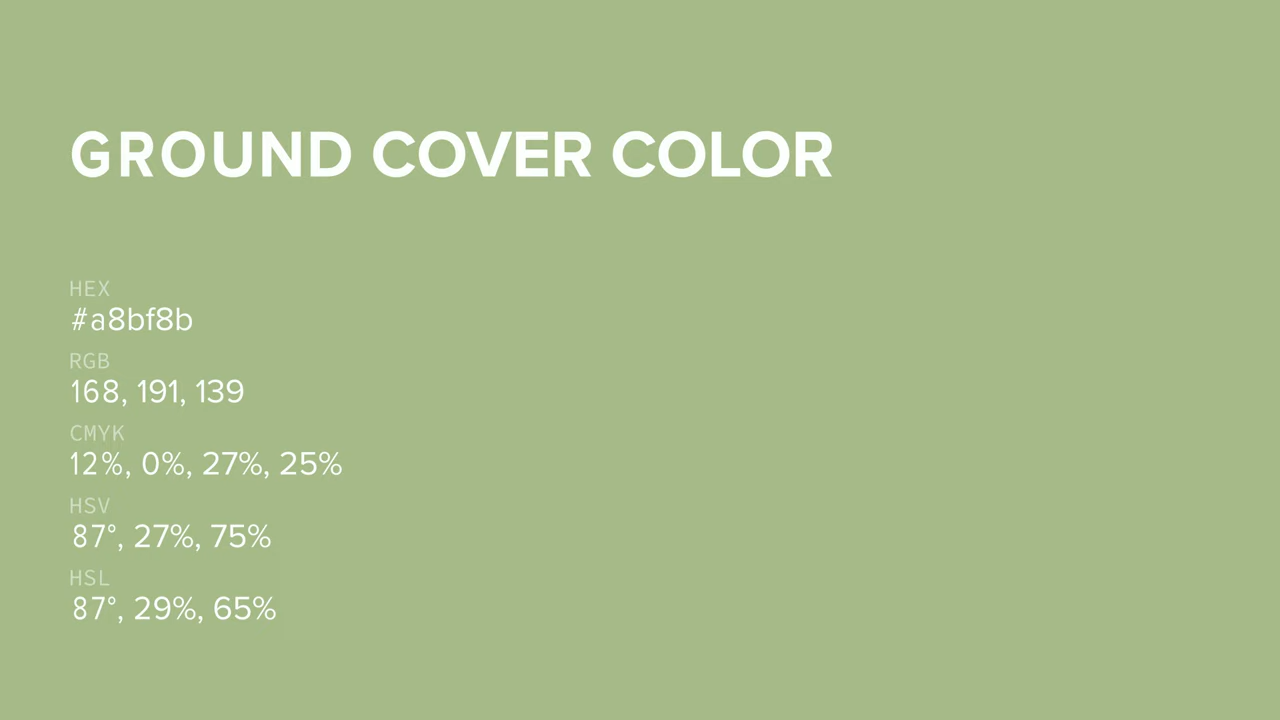 GROUND COVER COLOR
HEX
#a8bf8b
RGB
168, 191, 139
CMYK
12%, 0%, 27%, 25%
HSV
87°, 27%, 75%
HSL
87°, 29%, 65%